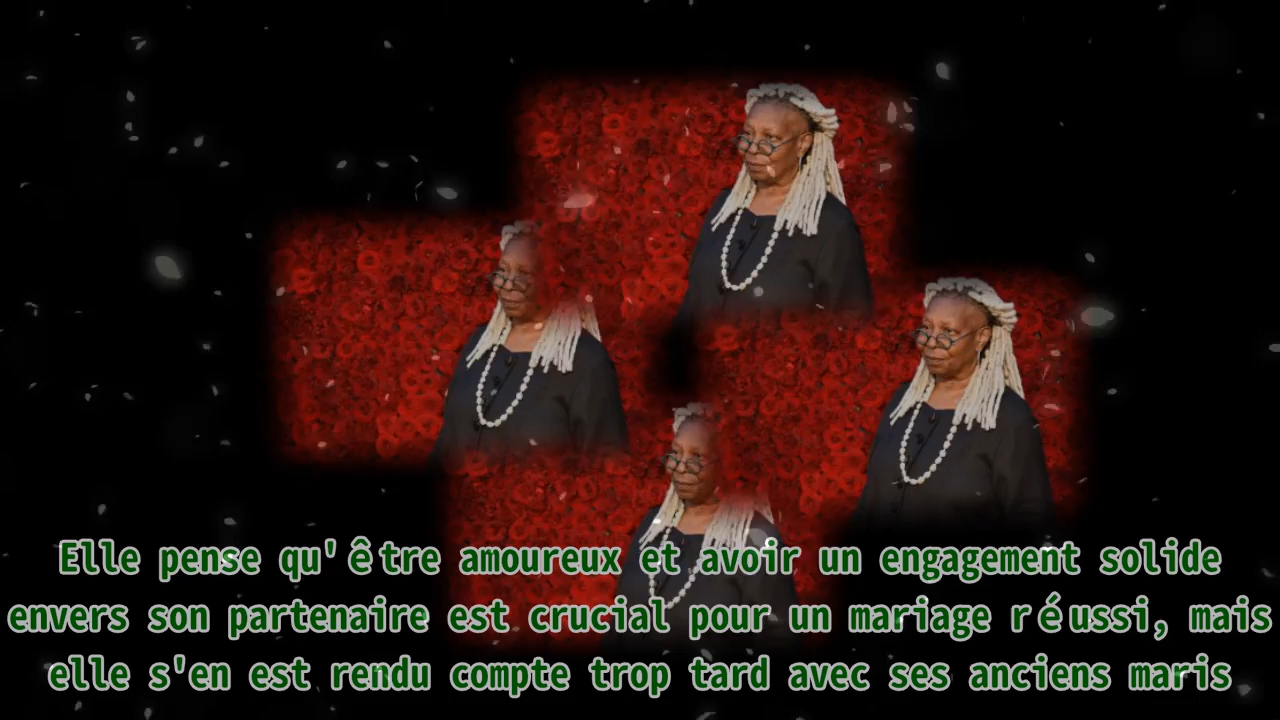 Elle pense qu'être amoureux et avoir un engagement solide
envers son partenaire est crucial pour un mariage réussi, mais
elle s'en est rendu compte trop tard avec ses anciens maris